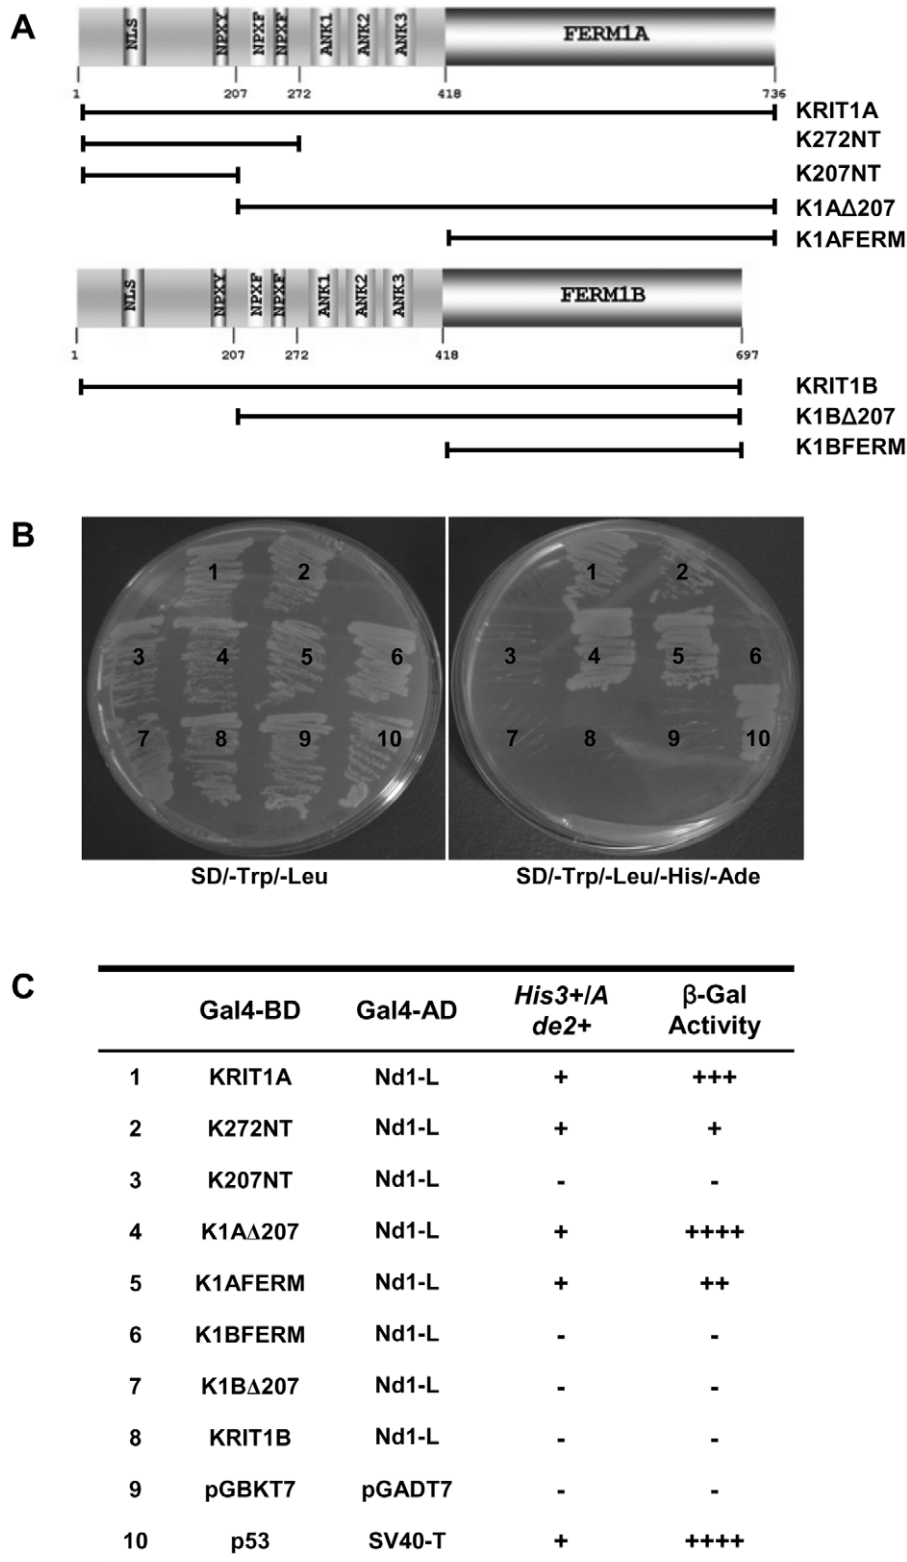 A
NLS NPXY NPXF NPXF ANK1 ANK2 ANK3 FERM1A
1 207 272 418 736
KRIT1A
K272NT
K207NT
K1AΔ207
K1AFERM
NLS NPXY NPXF NPXF ANK1 ANK2 ANK3 FERM1B
1 207 272 418 697
KRIT1B
K1BΔ207
K1BFERM
B
1 2 1 2
3 4 5 6 3 4 5 6
7 8 9 10 7 8 9 10
SD/-Trp/-Leu SD/-Trp/-Leu/-His/-Ade
C
Gal4-BD Gal4-AD His3+/A de2+ β-Gal Activity
1 KRIT1A Nd1-L + +++
2 K272NT Nd1-L + +
3 K207NT Nd1-L - -
4 K1AΔ207 Nd1-L + ++++
5 K1AFERM Nd1-L + ++
6 K1BFERM Nd1-L - -
7 K1BΔ207 Nd1-L - -
8 KRIT1B Nd1-L - -
9 pGBKT7 pGADT7 - -
10 p53 SV40-T + ++++